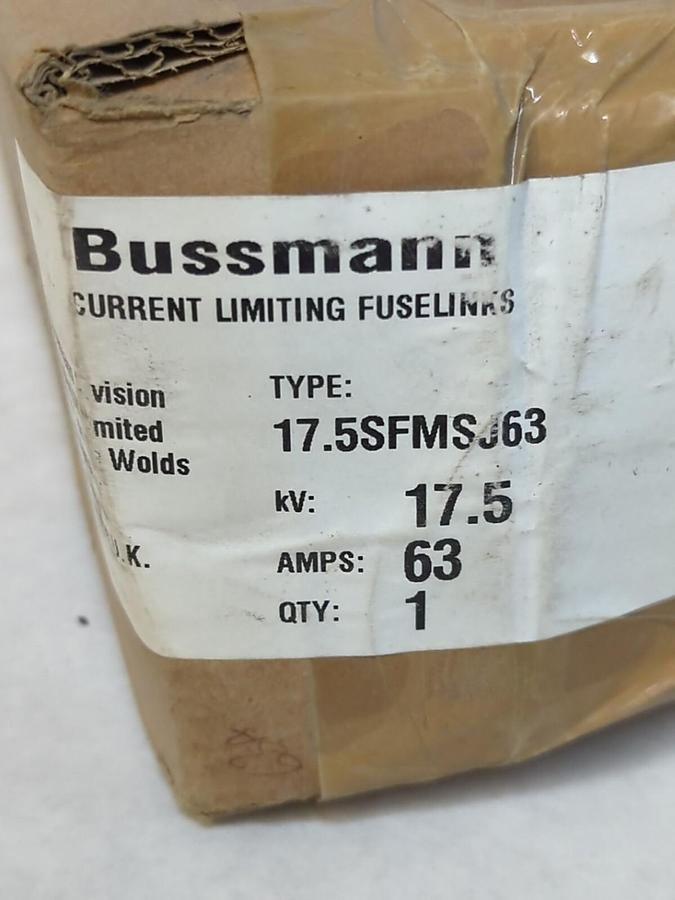 Bussmann
CURRENT LIMITING FUSELINKS
vision
mited
Wolds
.K.
TYPE:
17.5SFMSJ63
kV: 17.5
AMPS: 63
QTY: 1